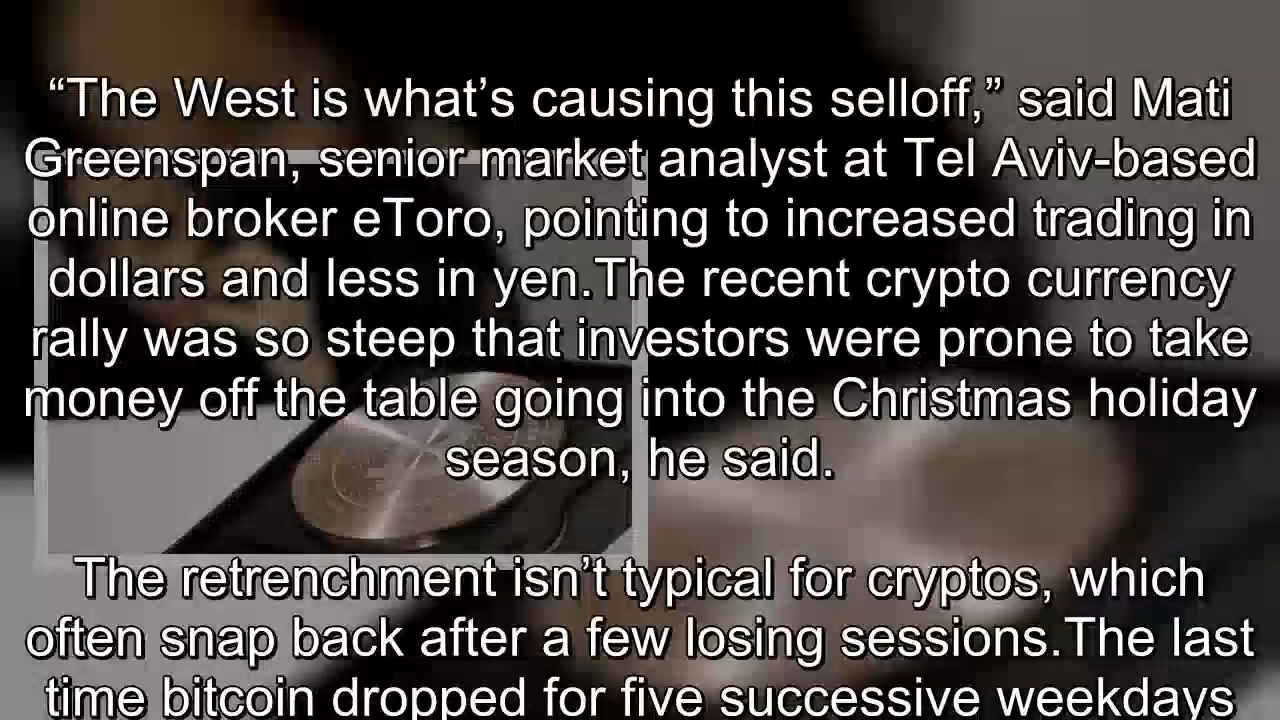 “The West is what’s causing this selloff,” said Mati
Greenspan, senior market analyst at Tel Aviv-based
online broker eToro, pointing to increased trading in
dollars and less in yen.The recent crypto currency
rally was so steep that investors were prone to take
money off the table going into the Christmas holiday
season, he said.
The retrenchment isn’t typical for cryptos, which
often snap back after a few losing sessions.The last
time bitcoin dropped for five successive weekdays